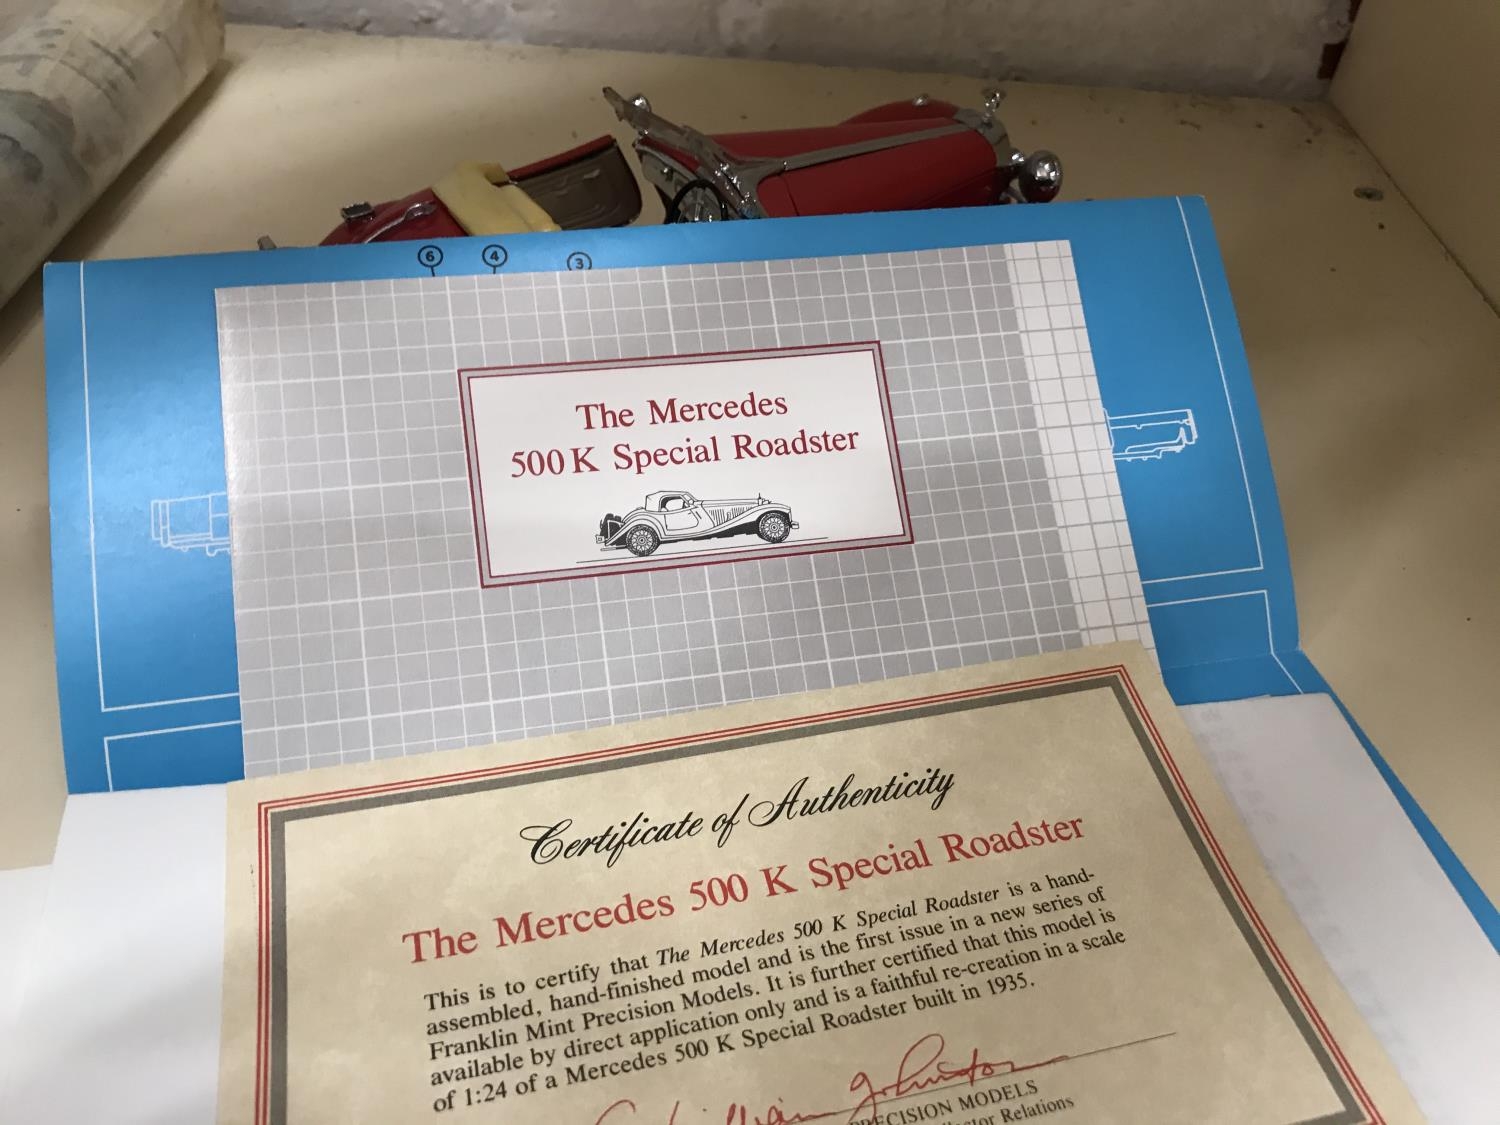 6 4 3
The Mercedes
500 K Special Roadster
Certificate of Authenticity
The Mercedes 500 K Special Roadster
This is to certify that The Mercedes 500 K Special Roadster is a hand-
assembled, hand-finished model and is the first issue in a new series of
Franklin Mint Precision Models. It is further certified that this model is
available by direct application only and is a faithful re-creation in a scale
of 1:24 of a Mercedes 500 K Special Roadster built in 1935.
MODELS
Relations